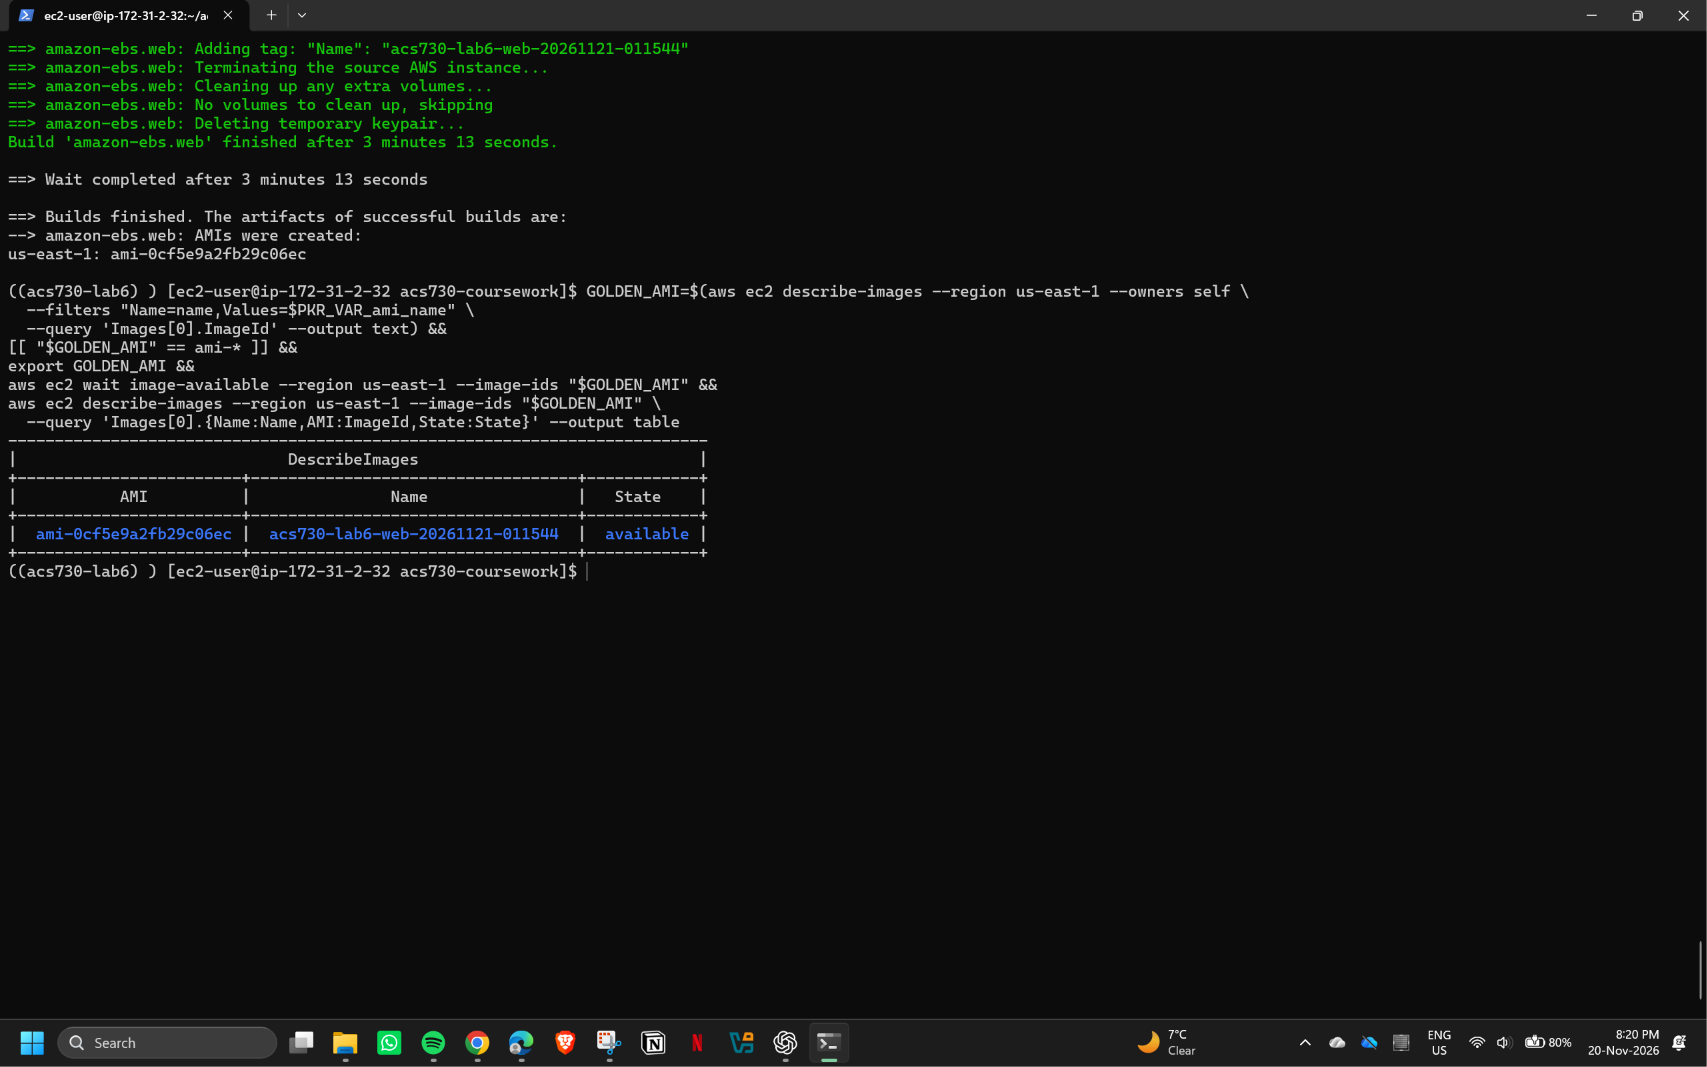 ec2-user@ip-172-31-2-32:~/a
==> amazon-ebs.web: Adding tag: "Name": "acs730-lab6-web-20261121-011544"
==> amazon-ebs.web: Terminating the source AWS instance...
==> amazon-ebs.web: Cleaning up any extra volumes...
==> amazon-ebs.web: No volumes to clean up, skipping
==> amazon-ebs.web: Deleting temporary keypair...
Build 'amazon-ebs.web' finished after 3 minutes 13 seconds.
==> Wait completed after 3 minutes 13 seconds
==> Builds finished. The artifacts of successful builds are:
--> amazon-ebs.web: AMIs were created:
us-east-1: ami-0cf5e9a2fb29c06ec
((acs730-lab6) ) [ec2-user@ip-172-31-2-32 acs730-coursework]$ GOLDEN_AMI=$(aws ec2 describe-images --region us-east-1 --owners self \
--filters "Name=name,Values=$PKR_VAR_ami_name" \
--query 'Images[0].ImageId' --output text) &&
[[ "$GOLDEN_AMI" == ami-* ]] &&
export GOLDEN_AMI &&
aws ec2 wait image-available --region us-east-1 --image-ids "$GOLDEN_AMI" &&
aws ec2 describe-images --region us-east-1 --image-ids "$GOLDEN_AMI" \
--query 'Images[0].{Name:Name,AMI:ImageId,State:State}' --output table
---------------------------------------------------------------------------
| DescribeImages |
+------------------------+-----------------------------------+------------+
| AMI | Name | State |
+------------------------+-----------------------------------+------------+
| ami-0cf5e9a2fb29c06ec | acs730-lab6-web-20261121-011544 | available |
+------------------------+-----------------------------------+------------+
((acs730-lab6) ) [ec2-user@ip-172-31-2-32 acs730-coursework]$
Search
7°C
Clear
ENG
US
80%
8:20 PM
20-Nov-2026